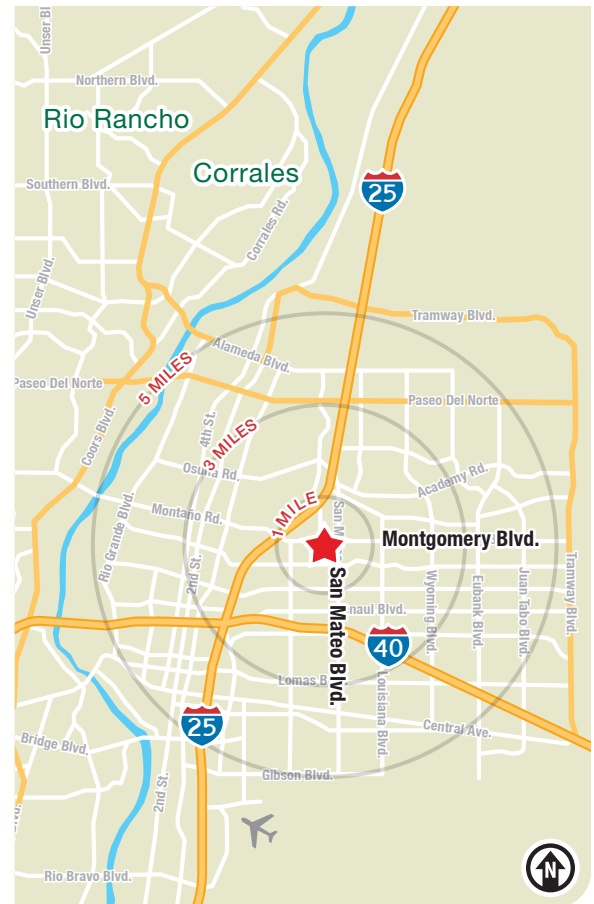 Unser Bl
Northern Blvd.
Rio Rancho
Corrales
25
Southern Blvd.
Corrales Rd.
Unser Blvd.
Tramway Blvd.
Alameda Blvd.
5 MILES
Paseo Del Norte
Paseo Del Norte
Coors Blvd.
4th St.
3 MILES
Osuna Rd.
Academy Rd.
1 MILE
San M
Montaño Rd.
Rio Grande Blvd.
Montgomery Blvd.
2nd St.
San Mateo Blvd.
Wyoming Blvd.
Eubank Blvd.
Juan Tabo Blvd.
Tramway Blvd.
naul Blvd.
40
Lomas B
Louisiana Blvd.
25
Central Ave.
Bridge Blvd.
Gibson Blvd.
2nd St.
lvd.
Rio Bravo Blvd.
N